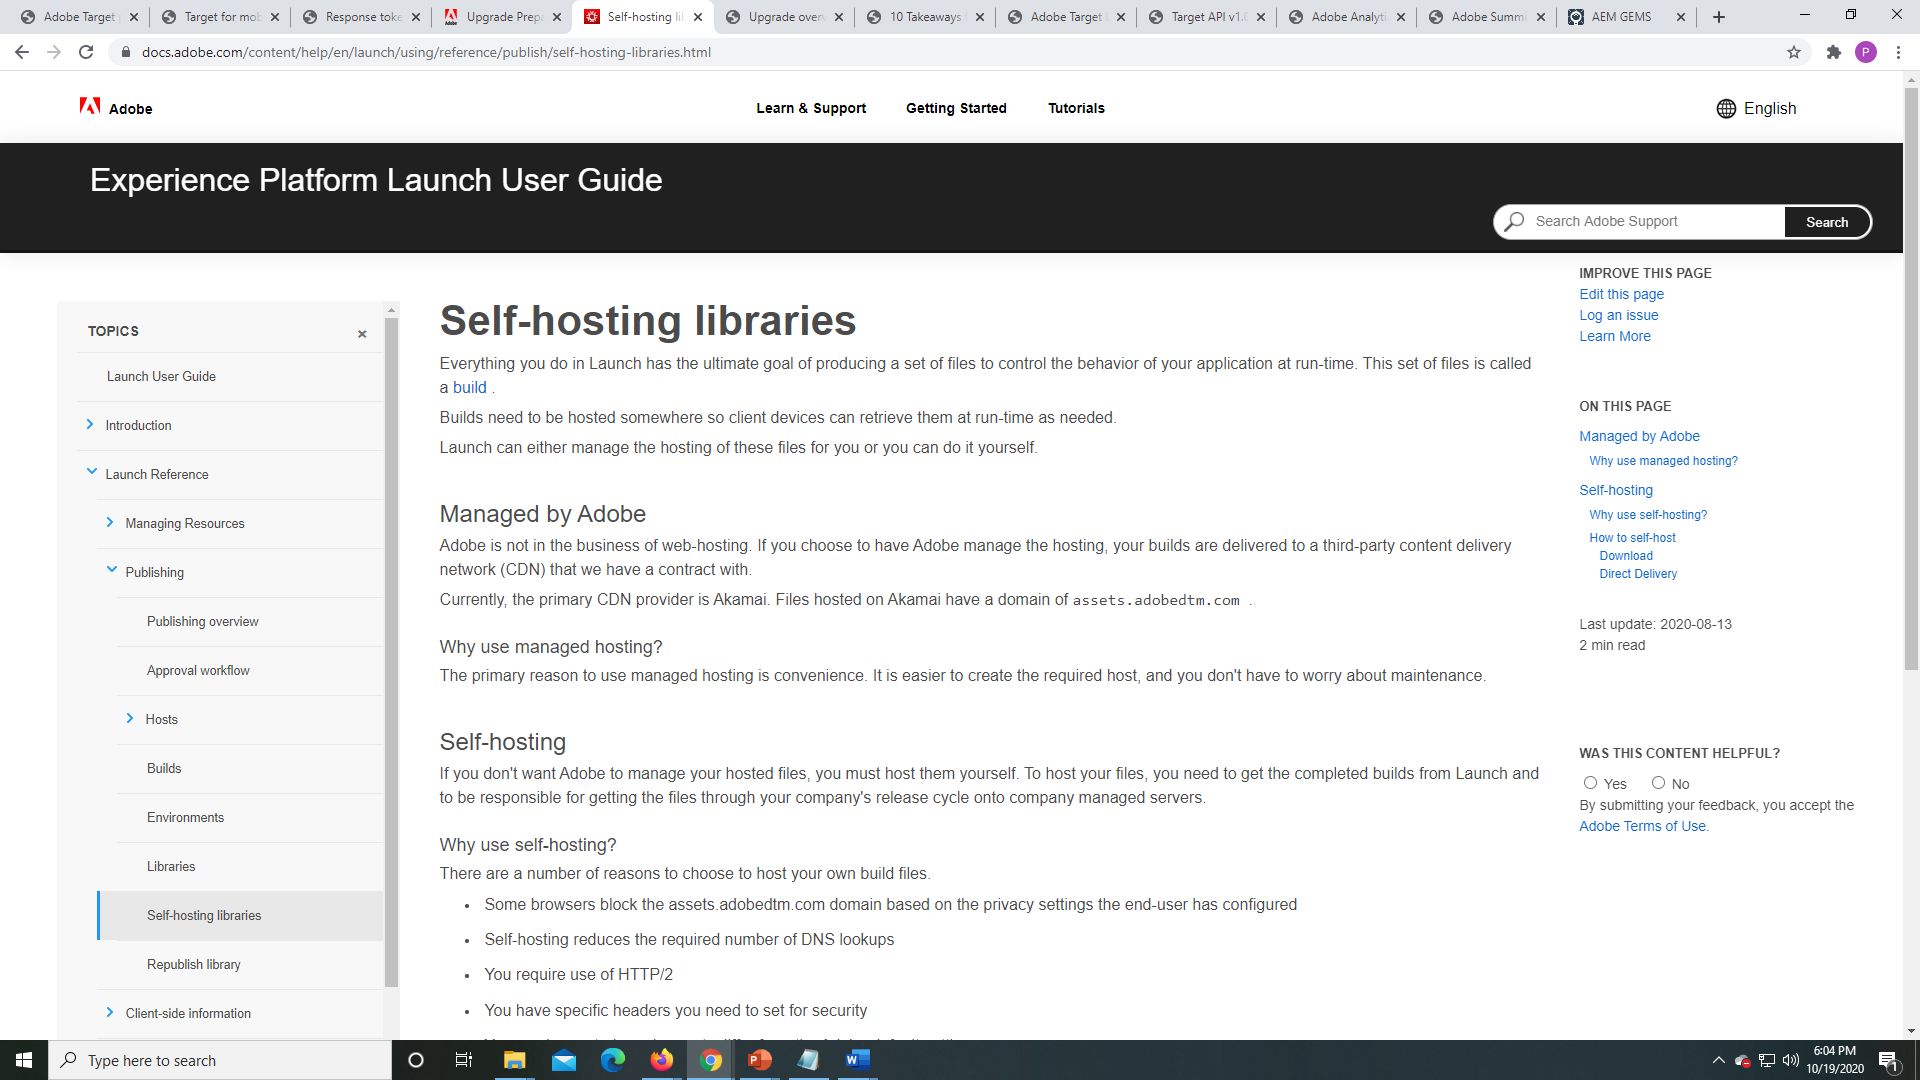 Adobe Target
Target for mob
Response toke
Upgrade Prep
Self-hosting li
Upgrade over
10 Takeaways
Adobe Target
Target API v1.
Adobe Analyti
Adobe Summi
AEM GEMS
docs.adobe.com/content/help/en/launch/using/reference/publish/self-hosting-libraries.html
P
Adobe
Learn & Support
Getting Started
Tutorials
English
Experience Platform Launch User Guide
Search Adobe Support
Search
TOPICS
Launch User Guide
Introduction
Launch Reference
Managing Resources
Publishing
Publishing overview
Approval workflow
Hosts
Builds
Environments
Libraries
Self-hosting libraries
Republish library
Client-side information
Self-hosting libraries
Everything you do in Launch has the ultimate goal of producing a set of files to control the behavior of your application at run-time. This set of files is called
a build .
Builds need to be hosted somewhere so client devices can retrieve them at run-time as needed.
Launch can either manage the hosting of these files for you or you can do it yourself.
Managed by Adobe
Adobe is not in the business of web-hosting. If you choose to have Adobe manage the hosting, your builds are delivered to a third-party content delivery
network (CDN) that we have a contract with.
Currently, the primary CDN provider is Akamai. Files hosted on Akamai have a domain of assets.adobedtm.com .
Why use managed hosting?
The primary reason to use managed hosting is convenience. It is easier to create the required host, and you don't have to worry about maintenance.
Self-hosting
If you don't want Adobe to manage your hosted files, you must host them yourself. To host your files, you need to get the completed builds from Launch and
to be responsible for getting the files through your company's release cycle onto company managed servers.
Why use self-hosting?
There are a number of reasons to choose to host your own build files.
• Some browsers block the assets.adobedtm.com domain based on the privacy settings the end-user has configured
• Self-hosting reduces the required number of DNS lookups
• You require use of HTTP/2
• You have specific headers you need to set for security
IMPROVE THIS PAGE
Edit this page
Log an issue
Learn More
ON THIS PAGE
Managed by Adobe
Why use managed hosting?
Self-hosting
Why use self-hosting?
How to self-host
Download
Direct Delivery
Last update: 2020-08-13
2 min read
WAS THIS CONTENT HELPFUL?
Yes No
By submitting your feedback, you accept the
Adobe Terms of Use.
Type here to search
6:04 PM
10/19/2020
1